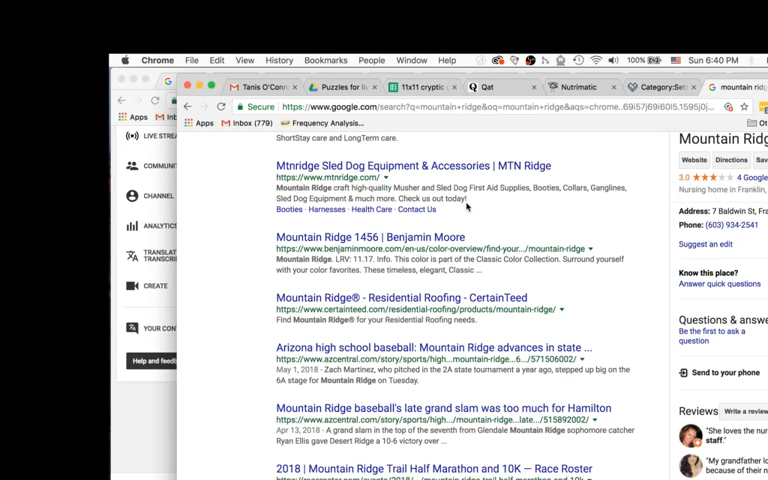 Chrome File Edit View History Bookmarks People Window Help 100% Sun 6:40 PM
Tanis O'Conn Puzzles for liv 11x11 cryptic Qat Nutrimatic Category:Set mountain rid
Secure https://www.google.com/search?q=mountain+ridge&oq=mountain+ridge&aqs=chrome..69i57j69i60l5.1595j0j...
Apps Inbox (779) Frequency Analysis...
Apps
LIVE STREA
COMMUNI
CHANNEL
ANALYTICS
TRANSLAT
TRANSCRIP
CREATE
YOUR CON
Help and feedb
ShortStay care and LongTerm care.
Mtnridge Sled Dog Equipment & Accessories | MTN Ridge
https://www.mtnridge.com/
Mountain Ridge craft high-quality Musher and Sled Dog First Aid Supplies, Booties, Collars, Ganglines,
Sled Dog Equipment & much more. Check us out today!
Booties · Harnesses · Health Care · Contact Us
Mountain Ridge 1456 | Benjamin Moore
https://www.benjaminmoore.com/en-us/color-overview/find-your.../mountain-ridge
Mountain Ridge. LRV: 11.17. Info. This color is part of the Classic Color Collection. Surround yourself
with your color favorites. These timeless, elegant, Classic ...
Mountain Ridge® - Residential Roofing - CertainTeed
https://www.certainteed.com/residential-roofing/products/mountain-ridge/
Find Mountain Ridge® for your Residential Roofing needs.
Arizona high school baseball: Mountain Ridge advances in state ...
https://www.azcentral.com/story/sports/high...mountain-ridge...6.../571506002/
May 1, 2018 - Zach Martinez, who pitched in the 2A state tournament a year ago, stepped up big on the
6A stage for Mountain Ridge on Tuesday.
Mountain Ridge baseball's late grand slam was too much for Hamilton
https://www.azcentral.com/story/sports/high.../mountain-ridge...late.../515892002/
Apr 13, 2018 - A grand slam in the top of the seventh from Glendale Mountain Ridge sophomore catcher
Ryan Ellis gave Desert Ridge a 10-6 victory over ...
2018 | Mountain Ridge Trail Half Marathon and 10K — Race Roster
Mountain Ridg
Website Directions Sav
3.0 4 Google
Nursing home in Franklin,
Address: 7 Baldwin St, Fran
Phone: (603) 934-2541
Suggest an edit
Know this place?
Answer quick questions
Questions & answe
Be the first to ask a
question
Send to your phone
Reviews Write a review
"She loves the nur
staff."
"My grandfather lo